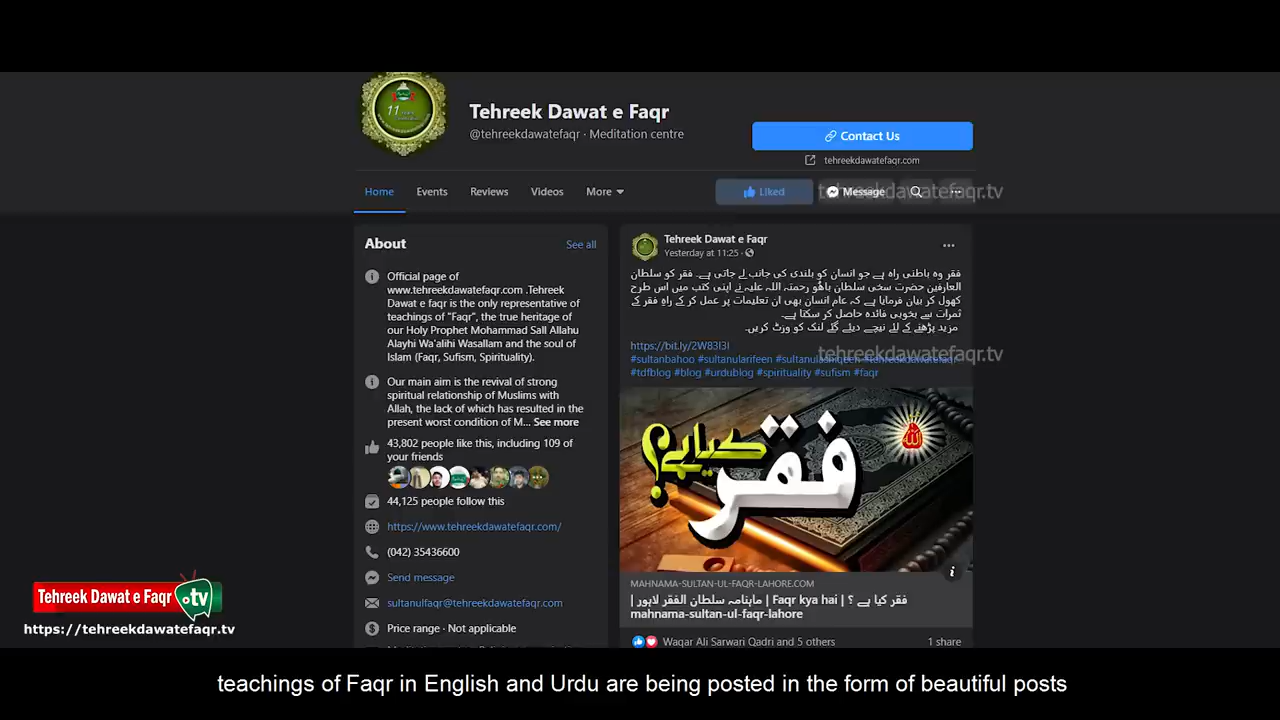 Tehreek Dawat e Faqr
@tehreekdawatefaqr · Meditation centre
Contact Us
tehreekdawatefaqr.com
Home
Events
Reviews
Videos
More
Liked
Message
tehreekdawatefaqr.tv
About
See all
Official page of
www.tehreekdawatefaqr.com .Tehreek
Dawat e faqr is the only representative of
teachings of "Faqr", the true heritage of
our Holy Prophet Mohammad Sall Allahu
Alayhi Wa'alihi Wasallam and the soul of
Islam (Faqr, Sufism, Spirituality).
Our main aim is the revival of strong
spiritual relationship of Muslims with
Allah, the lack of which has resulted in the
present worst condition of M... See more
43,802 people like this, including 109 of
your friends
44,125 people follow this
https://www.tehreekdawatefaqr.com/
(042) 35436600
Send message
sultanulfaqr@tehreekdawatefaqr.com
Price range · Not applicable
Tehreek Dawat e Faqr
Yesterday at 11:25 ·
فقر وہ باطنی راہ ہے جو انسان کو بلندی کی جانب لے جاتی ہے۔ فقر کو سلطان
العارفین حضرت سخی سلطان باھُو رحمتہ اللہ علیہ نے اپنی کتب میں اس طرح
کھول کر بیان فرمایا ہے کہ عام انسان بھی ان تعلیمات پر عمل کر کے راہِ فقر کے
ثمرات سے بخوبی فائدہ حاصل کر سکتا ہے۔
مزید پڑھنے کے لئے نیچے دیئے گئے لنک کو وزٹ کریں۔
https://bit.ly/2W83I3I
tehreekdawatefaqr.tv
#sultanbahoo #sultanularifeen #sultanulashiqeen #tehreekdawatefaqr
#tdfblog #blog #urdublog #spirituality #sufism #faqr
فقر کیا ہے؟
MAHNAMA-SULTAN-UL-FAQR-LAHORE.COM
فقر کیا ہے ؟ | Faqr kya hai | ماہنامہ سلطان الفقر لاہور |
mahnama-sultan-ul-faqr-lahore
Waqar Ali Sarwari Qadri and 5 others
1 share
Tehreek Dawat e Faqr .tv
https://tehreekdawatefaqr.tv
teachings of Faqr in English and Urdu are being posted in the form of beautiful posts